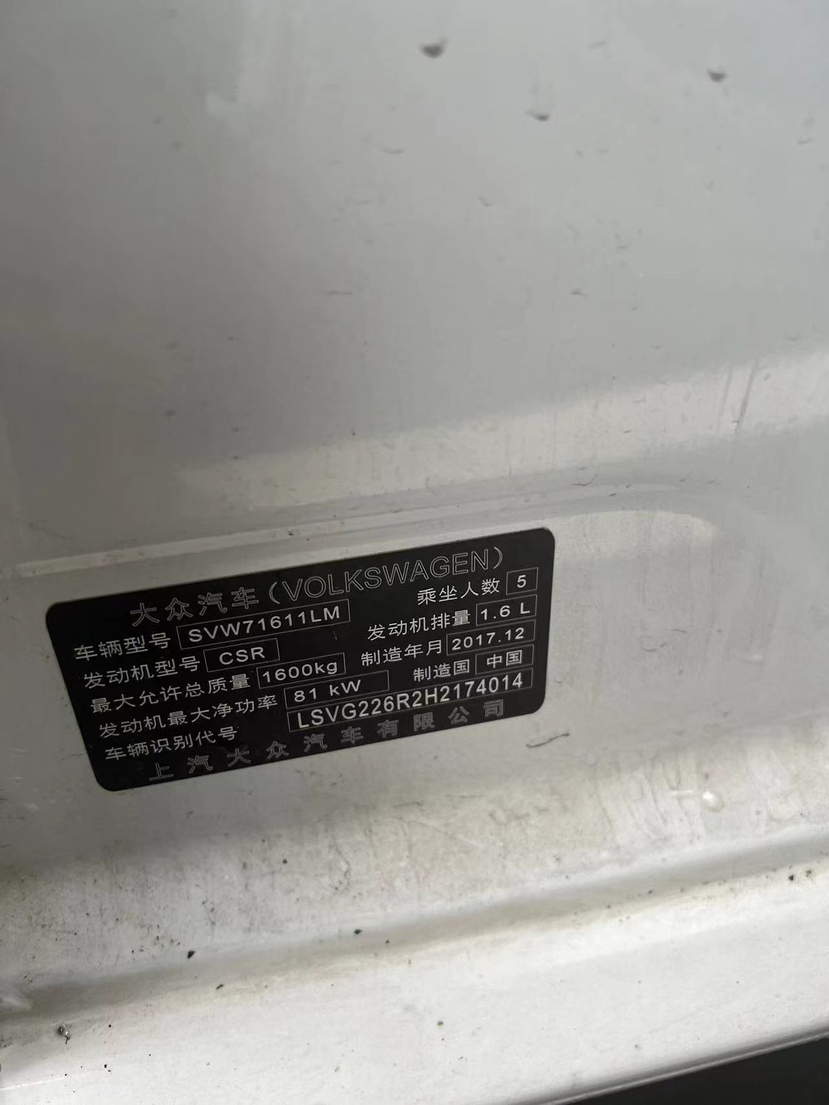 大众汽车(VOLKSWAGEN)
车辆型号 SVW71611LM 乘坐人数 5
发动机型号 CSR 发动机排量 1.6 L
最大允许总质量 1600kg 制造年月 2017.12
发动机最大净功率 81 kW 制造国 中国
车辆识别代号 LSVG226R2H2174014
上汽大众汽车有限公司